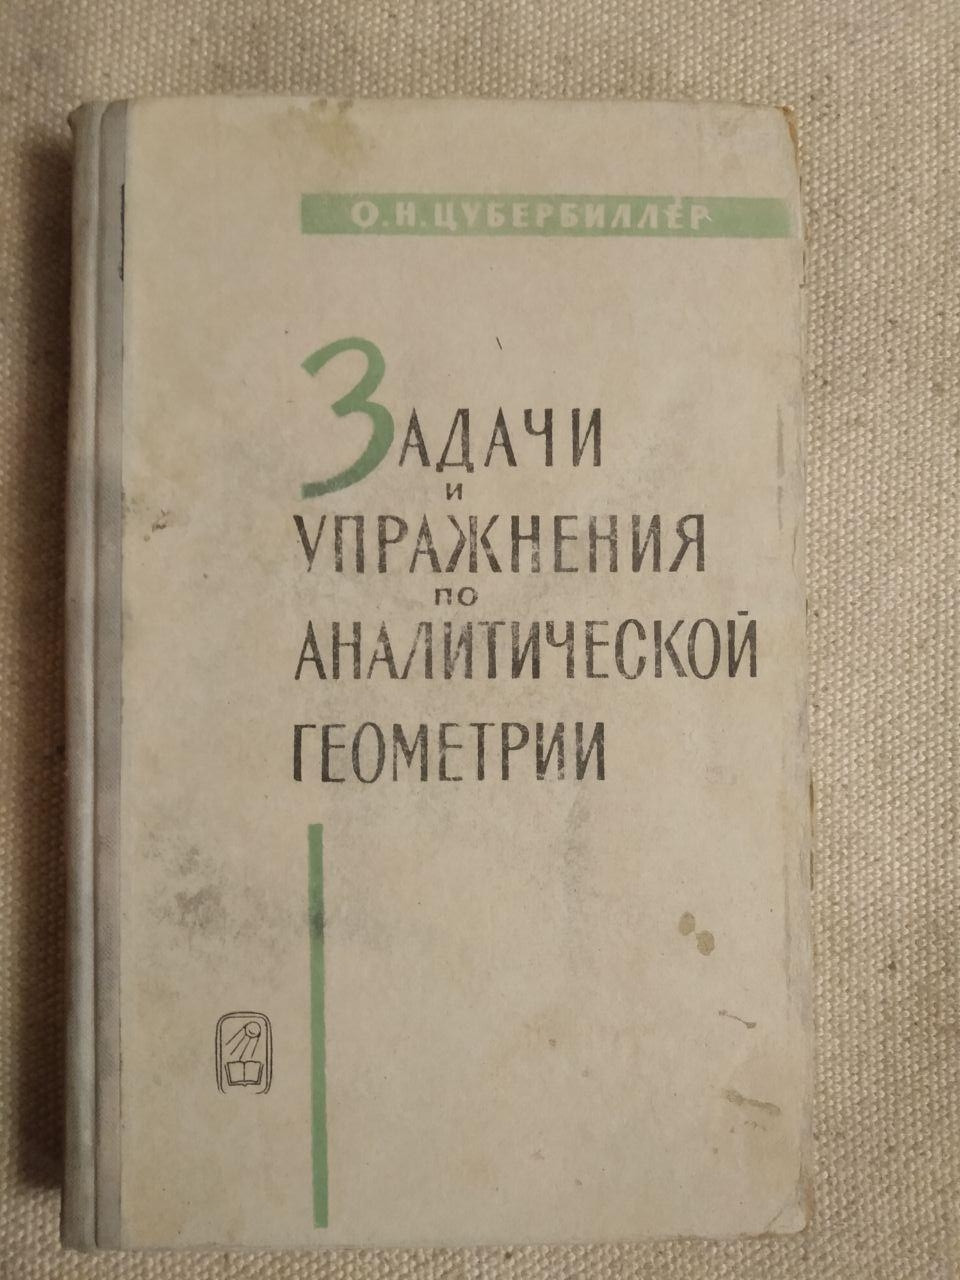 О.Н.ЦУБЕРБИЛЛЕР
ЗАДАЧИ
И
УПРАЖНЕНИЯ
ПО
АНАЛИТИЧЕСКОЙ
ГЕОМЕТРИИ